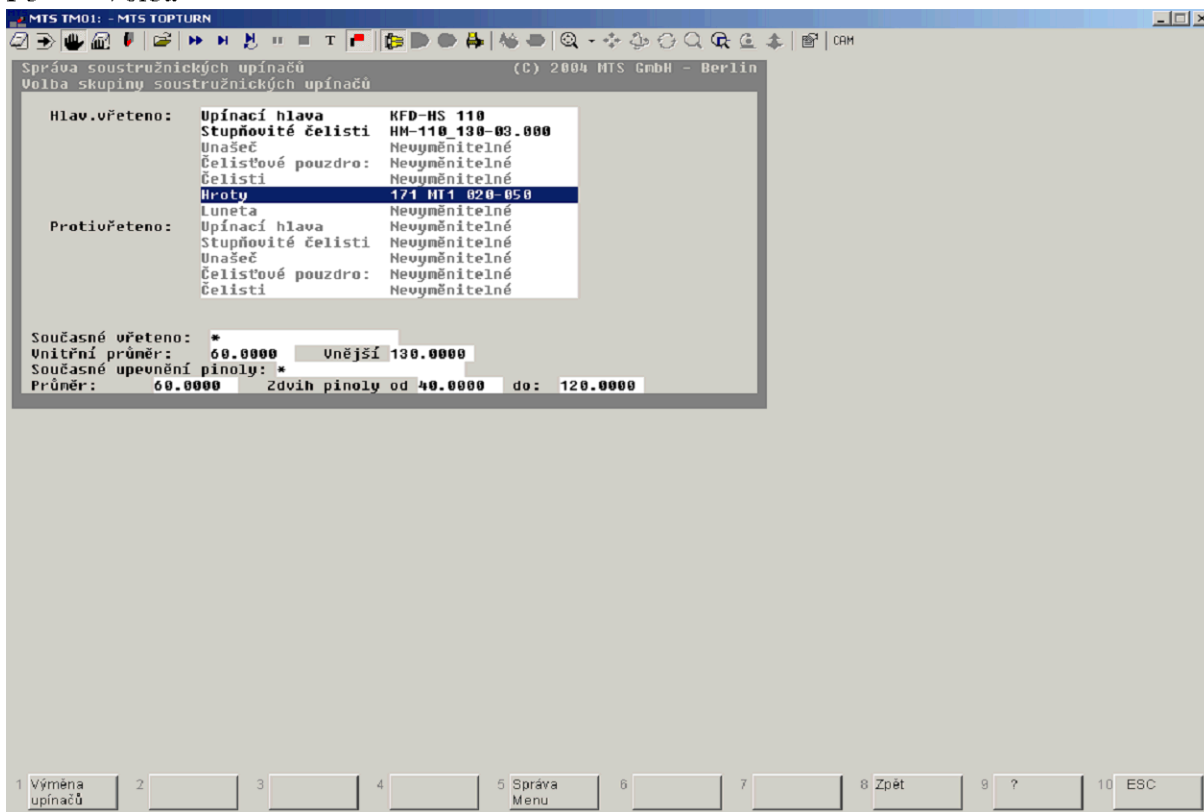 MTS TM01: - MTS TOPTURN
T CAM
Správa soustružnických upínačů (C) 2004 MTS GmbH - Berlin
Volba skupiny soustružnických upínačů
Hlav.vřeteno: Upínací hlava KFD-HS 110
Stupňovité čelisti HM-110_130-03.000
Unašeč Nevyměnitelné
Čelisťové pouzdro: Nevyměnitelné
Čelisti Nevyměnitelné
Hroty 171 MT1 020-050
Luneta Nevyměnitelné
Protivřeteno: Upínací hlava Nevyměnitelné
Stupňovité čelisti Nevyměnitelné
Unašeč Nevyměnitelné
Čelisťové pouzdro: Nevyměnitelné
Čelisti Nevyměnitelné
Současné vřeteno: *
Vnitřní průměr: 60.0000 Vnější 130.0000
Současné upevnění pinoly: *
Průměr: 60.0000 Zdvih pinoly od 40.0000 do: 120.0000
1 Výměna upínačů 2 3 4 5 Správa Menu 6 7 8 Zpět 9 ? 10 ESC